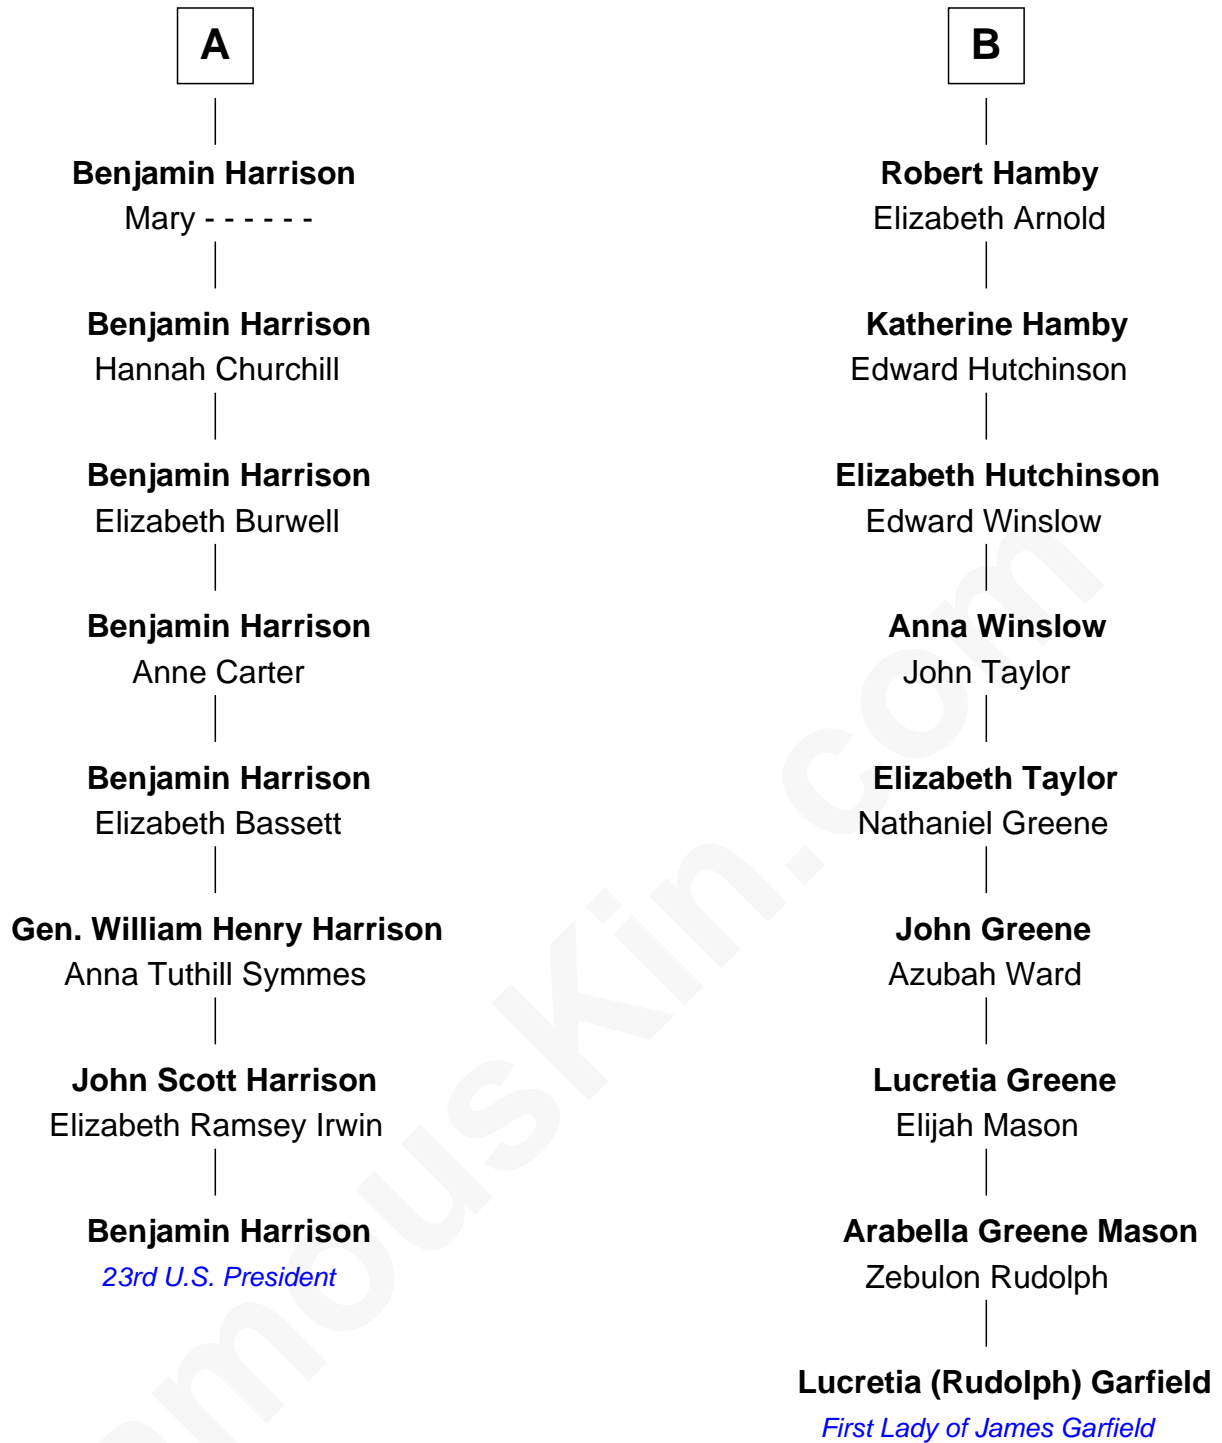 A
Benjamin Harrison
Mary - - - - - -
Benjamin Harrison
Hannah Churchill
Benjamin Harrison
Elizabeth Burwell
Benjamin Harrison
Anne Carter
Benjamin Harrison
Elizabeth Bassett
Gen. William Henry Harrison
Anna Tuthill Symmes
John Scott Harrison
Elizabeth Ramsey Irwin
Benjamin Harrison
23rd U.S. President
B
Robert Hamby
Elizabeth Arnold
Katherine Hamby
Edward Hutchinson
Elizabeth Hutchinson
Edward Winslow
Anna Winslow
John Taylor
Elizabeth Taylor
Nathaniel Greene
John Greene
Azubah Ward
Lucretia Greene
Elijah Mason
Arabella Greene Mason
Zebulon Rudolph
Lucretia (Rudolph) Garfield
First Lady of James Garfield
amousKin.com